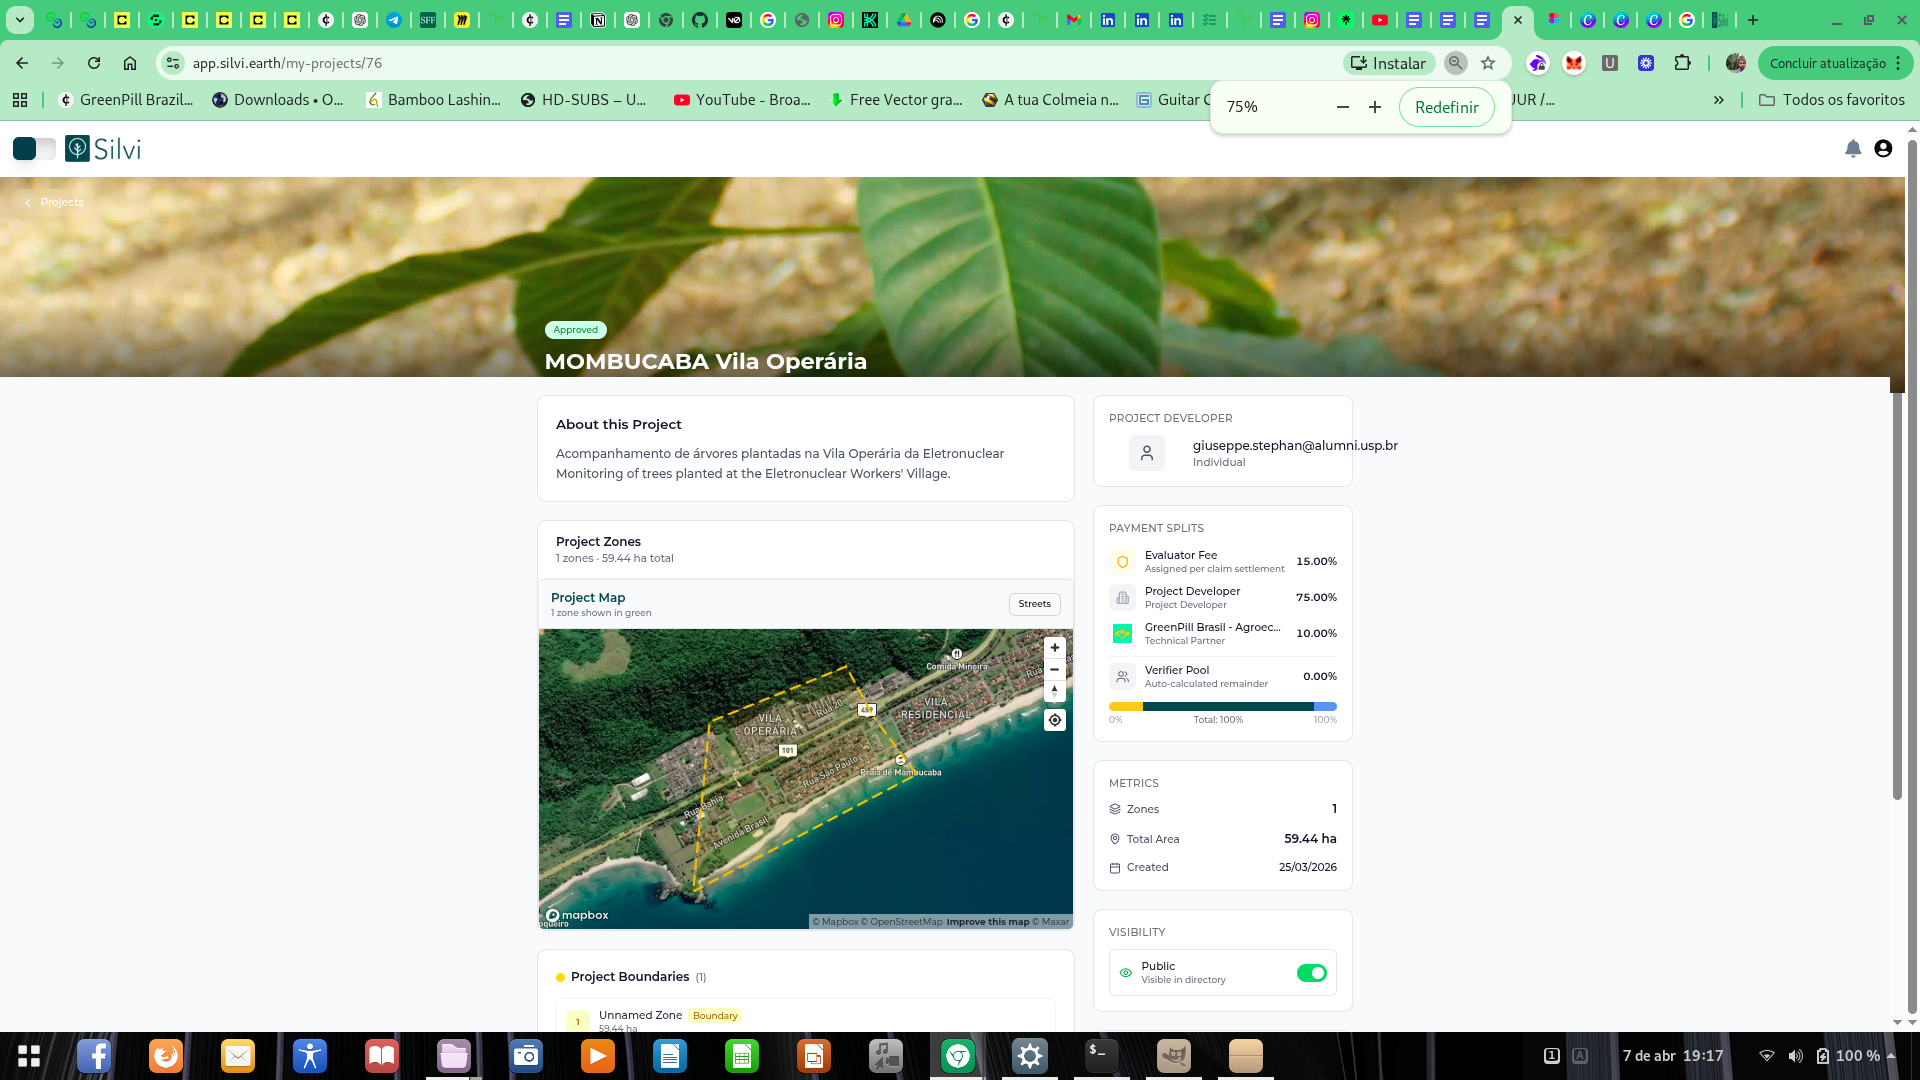 app.silvi.earth/my-projects/76
Instalar
Concluir atualização
GreenPill Brazil...
Downloads • O...
Bamboo Lashin...
HD-SUBS – U...
YouTube - Broa...
Free Vector gra...
A tua Colmeia n...
Guitar C
UR /...
»
Todos os favoritos
75%
Redefinir
Silvi
Projects
Approved
MOMBUCABA Vila Operária
About this Project
Acompanhamento de árvores plantadas na Vila Operária da Eletronuclear
Monitoring of trees planted at the Eletronuclear Workers' Village.
Project Zones
1 zones · 59.44 ha total
Project Map
1 zone shown in green
Streets
Comida Mineira
Rua
Rua 20
VILA
RESIDENCIAL
VILA
OPERÁRIA
101
Rua São Paulo
Praia de Mambucaba
Rua Bahia
Avenida Brasil
mapbox
oqueiro
© Mapbox © OpenStreetMap Improve this map © Maxar
Project Boundaries (1)
1
Unnamed Zone
Boundary
59.44 ha
PROJECT DEVELOPER
giuseppe.stephan@alumni.usp.br
Individual
PAYMENT SPLITS
Evaluator Fee
Assigned per claim settlement
15.00%
Project Developer
Project Developer
75.00%
GreenPill Brasil - Agroec...
Technical Partner
10.00%
Verifier Pool
Auto-calculated remainder
0.00%
0%
Total: 100%
100%
METRICS
Zones
1
Total Area
59.44 ha
Created
25/03/2026
VISIBILITY
Public
Visible in directory
1
A
7 de abr 19:17
100 %